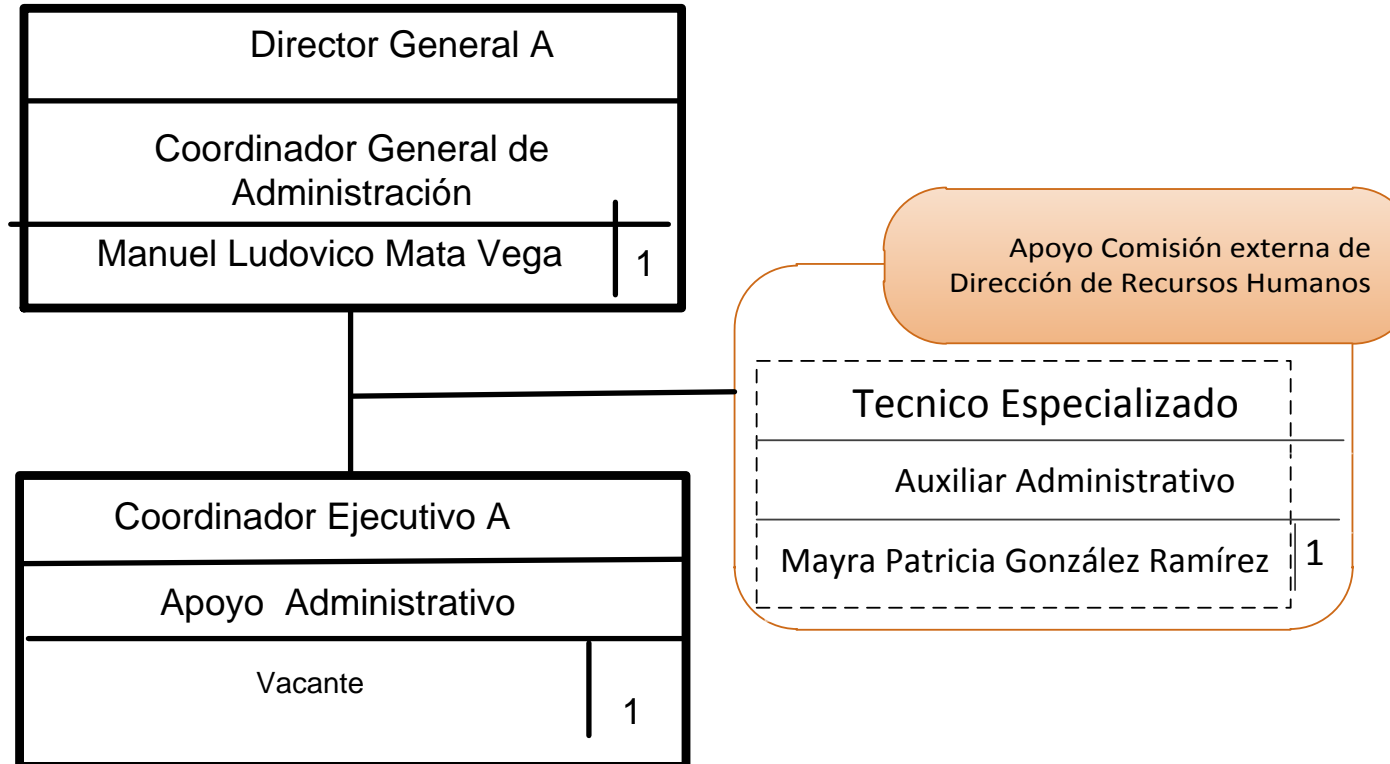 Director General A
Coordinador General de
Administración
Manuel Ludovico Mata Vega 1
Apoyo Comisión externa de
Dirección de Recursos Humanos
Tecnico Especializado
Auxiliar Administrativo
Mayra Patricia González Ramírez 1
Coordinador Ejecutivo A
Apoyo Administrativo
Vacante
1